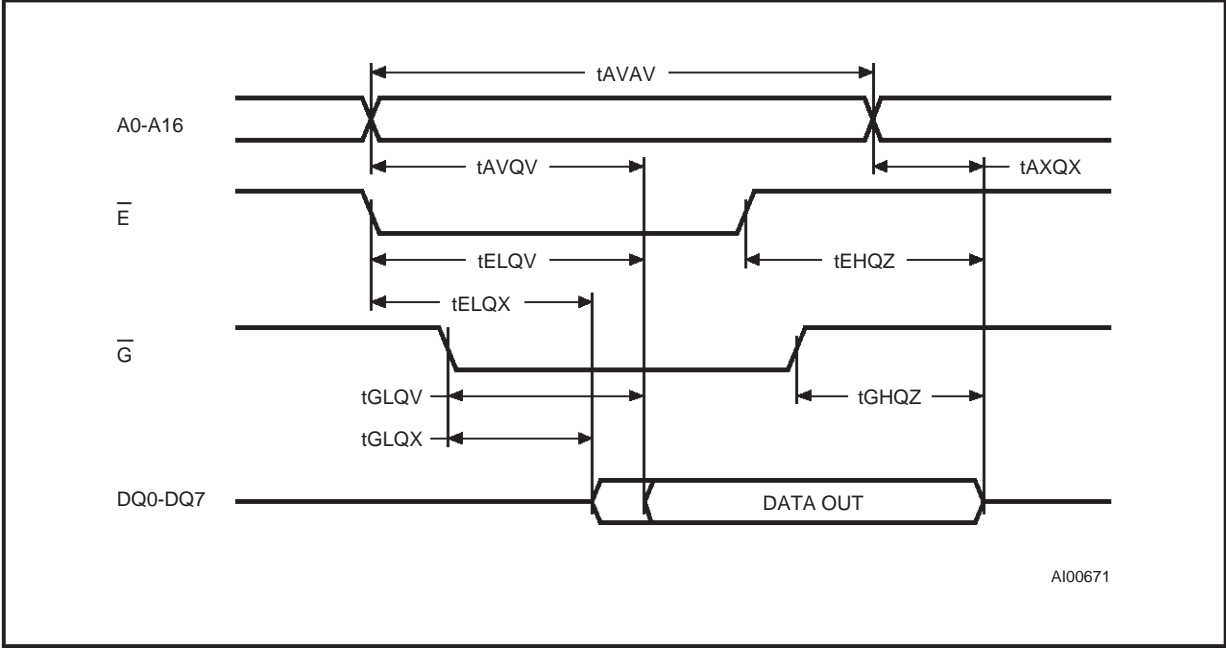 tAVAV
A0-A16
tAVQV
tAXQX
E̅
tELQV
tEHQZ
tELQX
G̅
tGLQV
tGHQZ
tGLQX
DQ0-DQ7
DATA OUT
AI00671